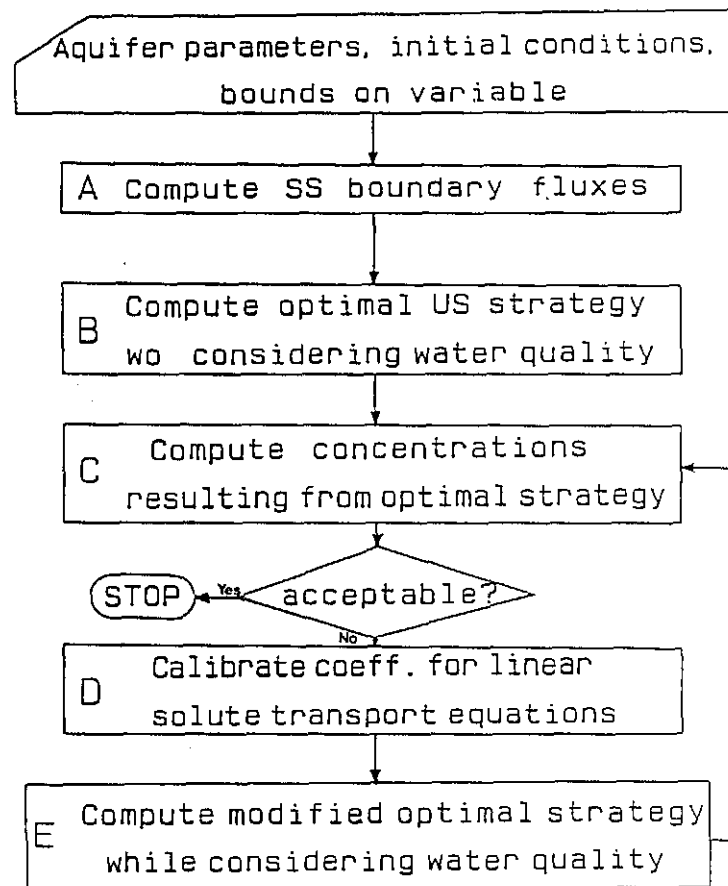 Aquifer parameters, initial conditions,
bounds on variable
A Compute SS boundary fluxes
B Compute optimal US strategy
wo considering water quality
C Compute concentrations
resulting from optimal strategy
STOP Yes acceptable?
No
D Calibrate coeff. for linear
solute transport equations
E Compute modified optimal strategy
while considering water quality